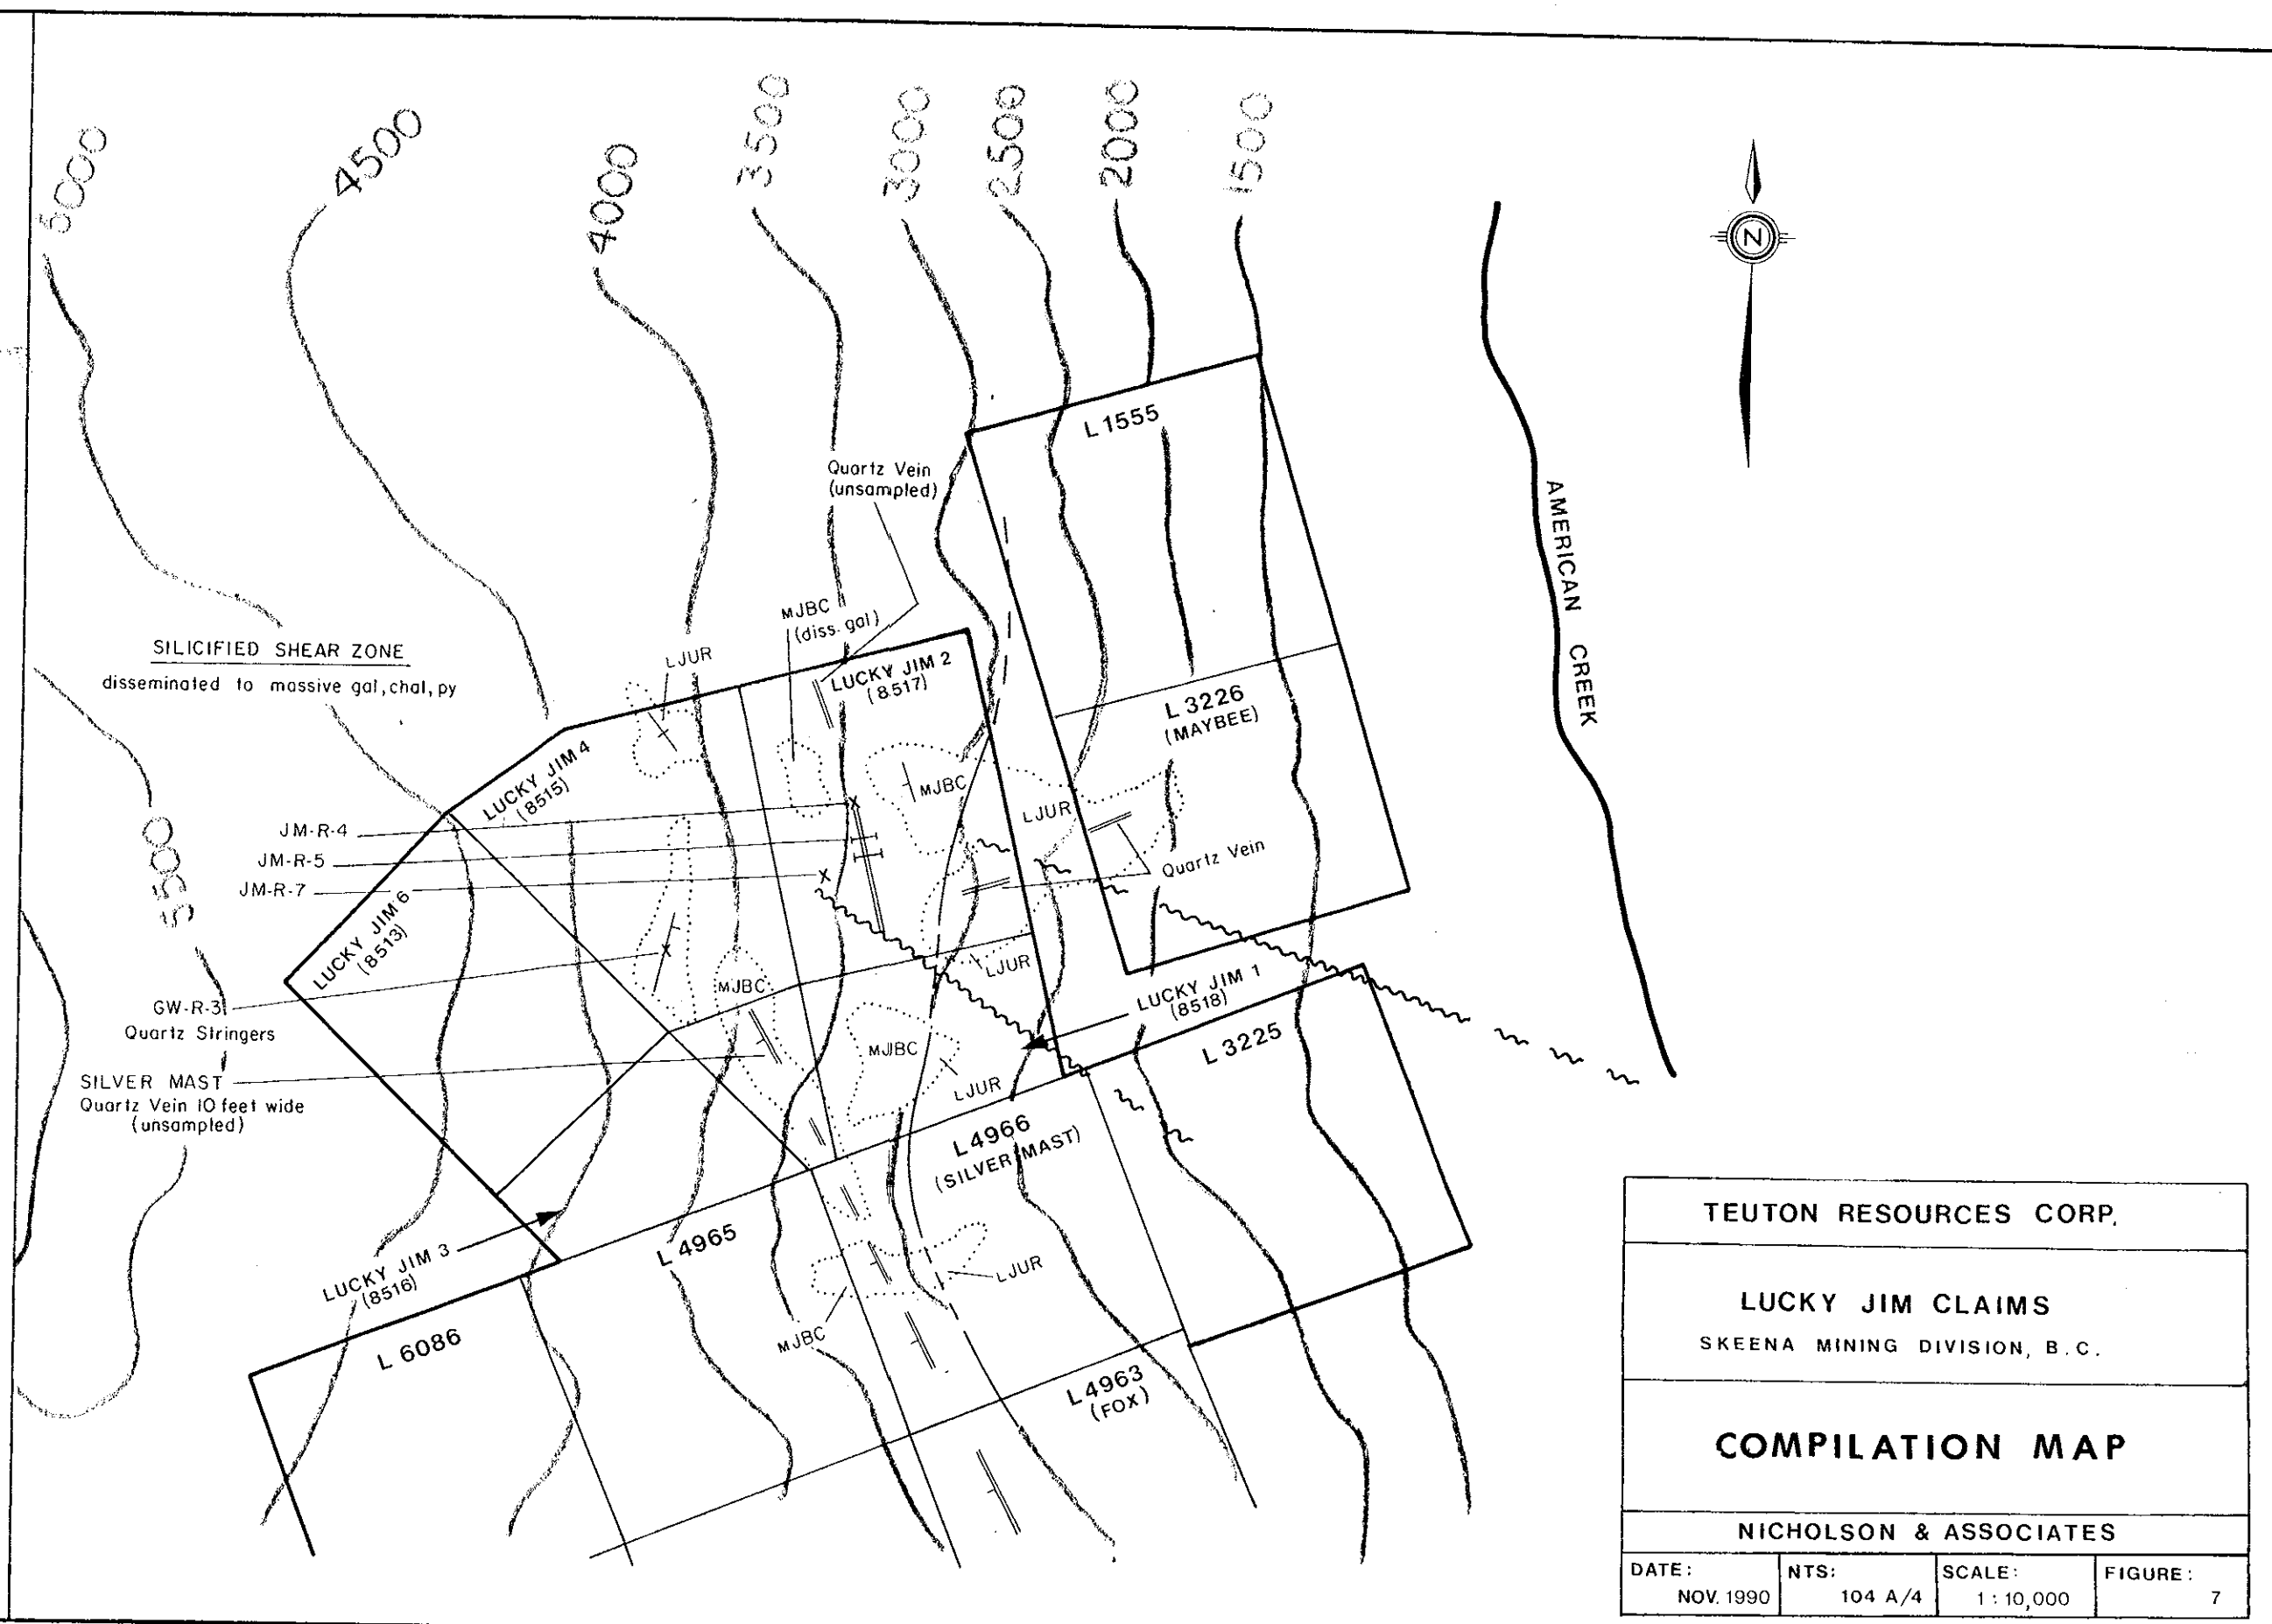 5000
4500
4000
3500
3000
2500
2000
1500
N
L 1555
Quartz Vein
(unsampled)
AMERICAN CREEK
MJBC
(diss. gal)
SILICIFIED SHEAR ZONE
disseminated to massive gal, chal, py
LJUR
LUCKY JIM 2
(8517)
L 3226
(MAYBEE)
LUCKY JIM 4
(8515)
MJBC
LJUR
JM-R-4
JM-R-5
JM-R-7
Quartz Vein
5500
LUCKY JIM 6
(8513)
LJUR
MJBC
LUCKY JIM 1
(8518)
GW-R-3
Quartz Stringers
MJBC
L 3225
SILVER MAST
Quartz Vein 10 feet wide
(unsampled)
LJUR
L 4966
(SILVER MAST)
L 4965
LUCKY JIM 3
(8516)
LJUR
MJBC
L 6086
L 4963
(FOX)
TEUTON RESOURCES CORP.
LUCKY JIM CLAIMS
SKEENA MINING DIVISION, B.C.
COMPILATION MAP
NICHOLSON & ASSOCIATES
DATE: NTS: SCALE: FIGURE:
NOV. 1990 104 A/4 1 : 10,000 7